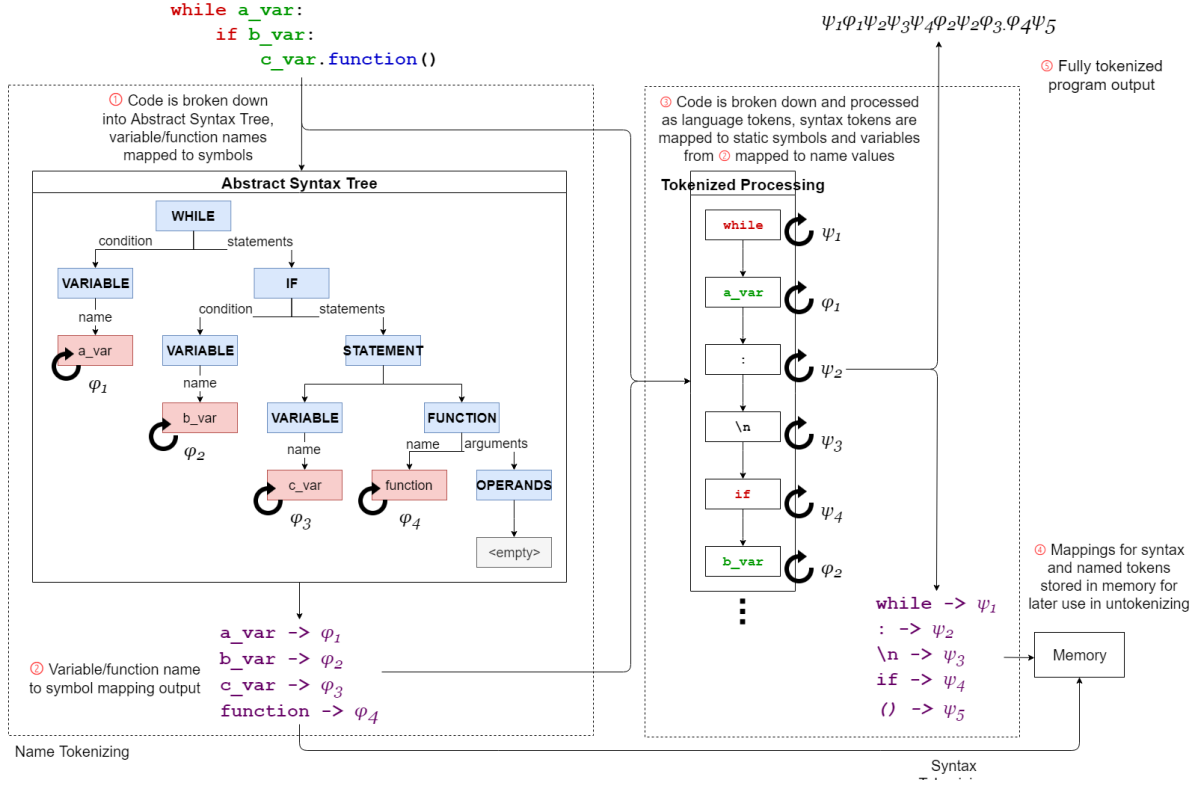 while a_var:
if b_var:
c_var.function()
① Code is broken down
into Abstract Syntax Tree,
variable/function names
mapped to symbols
Abstract Syntax Tree
WHILE
condition statements
VARIABLE IF
name condition statements
a_var VARIABLE STATEMENT
φ1 name
b_var VARIABLE FUNCTION
φ2 name name arguments
c_var function OPERANDS
φ3 φ4
<empty>
a_var -> φ1
b_var -> φ2
c_var -> φ3
function -> φ4
② Variable/function name
to symbol mapping output
Name Tokenizing
③ Code is broken down and processed
as language tokens, syntax tokens are
mapped to static symbols and variables
from ② mapped to name values
Tokenized Processing
while ψ1
a_var φ1
: ψ2
\n ψ3
if ψ4
b_var φ2
⋮
ψ1φ1ψ2ψ3ψ4φ2ψ2φ3.φ4ψ5
⑤ Fully tokenized
program output
④ Mappings for syntax
and named tokens
stored in memory for
later use in untokenizing
while -> ψ1
: -> ψ2
\n -> ψ3
if -> ψ4
() -> ψ5
Memory
Syntax